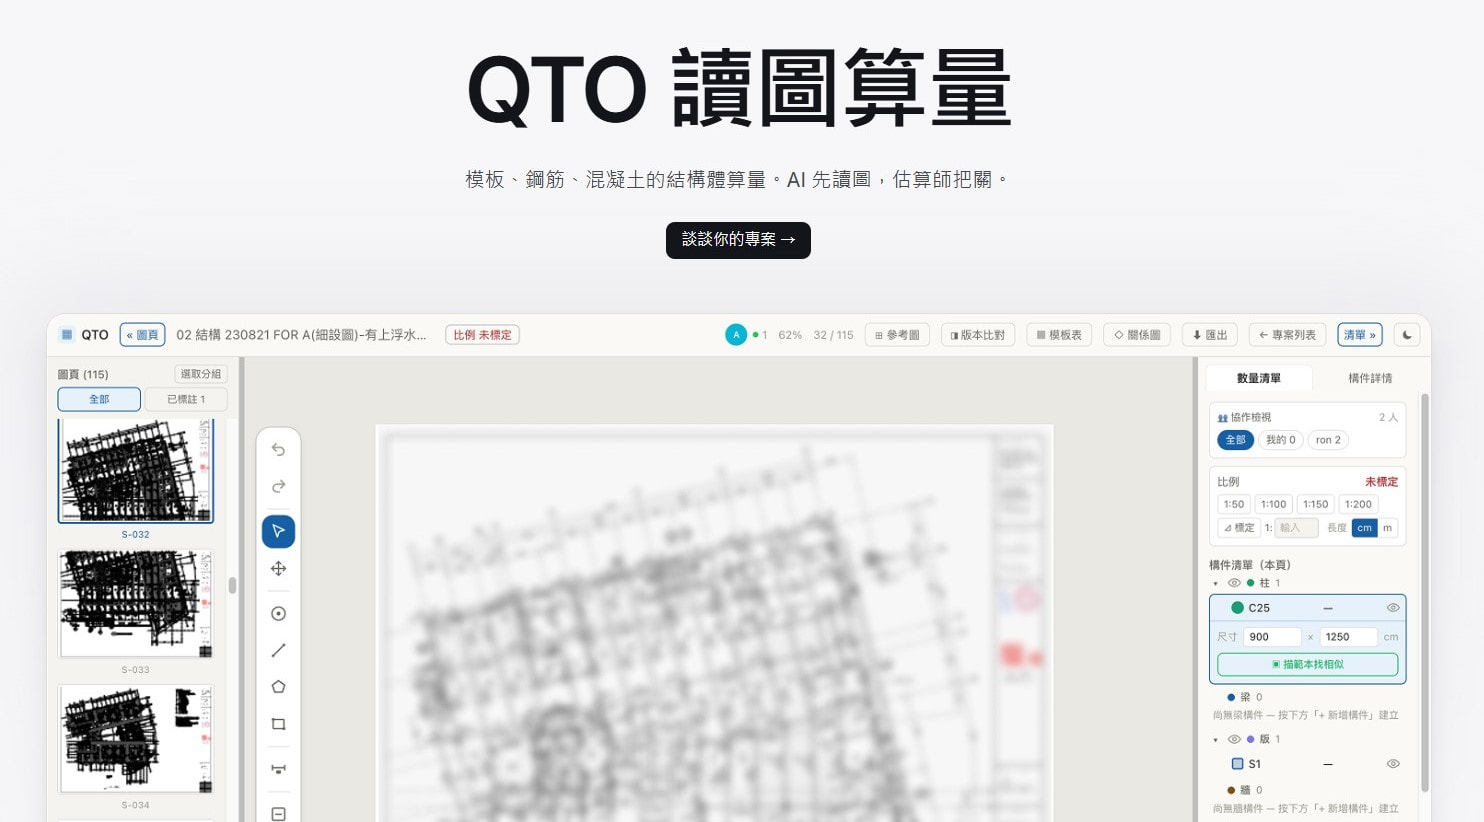 QTO 讀圖算量
模板、鋼筋、混凝土的結構體算量。AI 先讀圖，估算師把關。
談談你的專案 →
QTO
« 圖頁
02 結構 230821 FOR A(細設圖)-有上浮水...
比例 未標定
A
1
62%
32 / 115
參考圖
版本比對
模板表
關係圖
匯出
← 專案列表
清單 »
圖頁 (115)
選取分組
全部
已標註 1
S-032
S-033
S-034
數量清單
構件詳情
協作檢視
2 人
全部
我的 0
ron 2
比例
未標定
1:50
1:100
1:150
1:200
標定
1:
輸入
長度
cm
m
構件清單（本頁）
柱 1
C25
—
尺寸
900
×
1250
cm
描範本找相似
梁 0
尚無梁構件 — 按下方「+ 新增構件」建立
版 1
S1
—
牆 0
尚無牆構件 — 按下方「+ 新增構件」建立